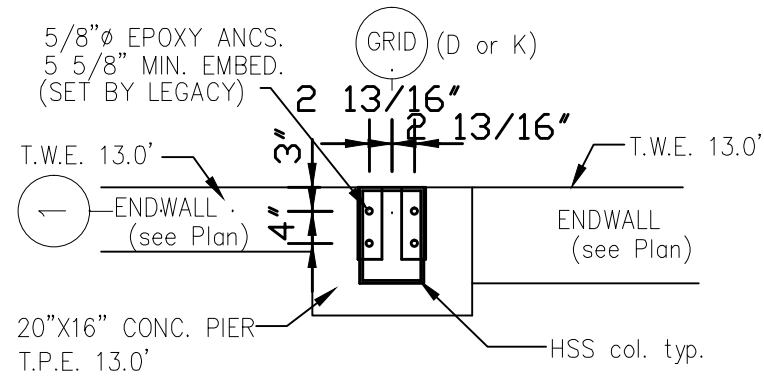 5/8"ø EPOXY ANCS.
5 5/8" MIN. EMBED.
(SET BY LEGACY)
GRID
(D or K)
2 13/16"
2 13/16"
3"
T.W.E. 13.0'
T.W.E. 13.0'
1
ENDWALL
(see Plan)
4"
ENDWALL
(see Plan)
20"X16" CONC. PIER
T.P.E. 13.0'
HSS col. typ.